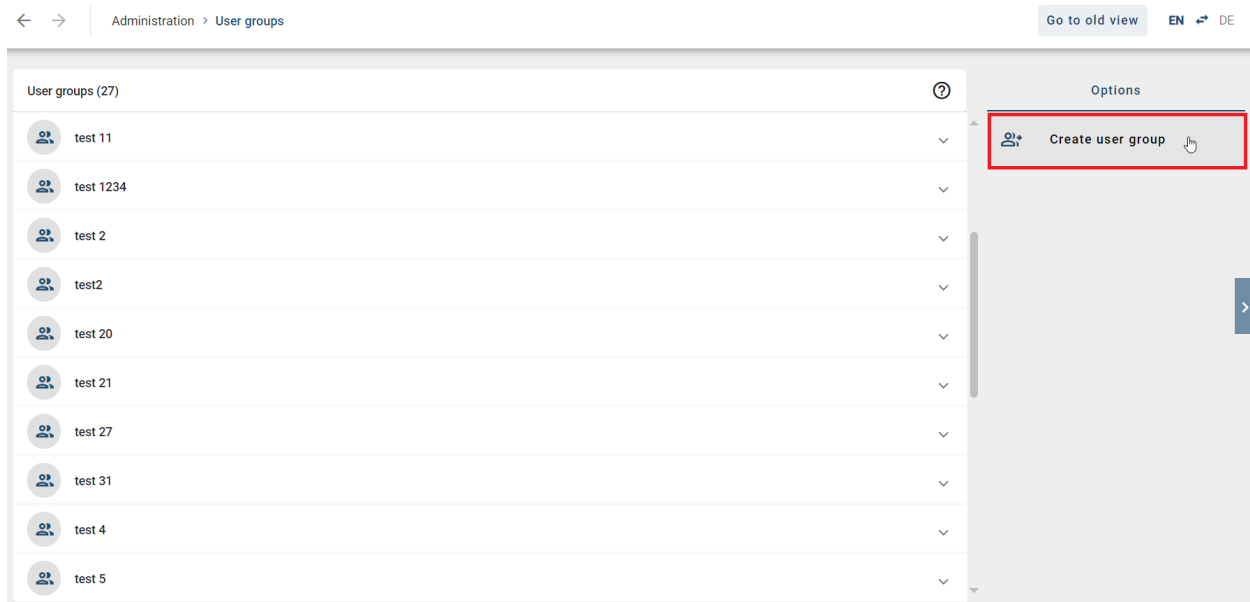 Administration > User groups
Go to old view
EN DE
User groups (27)
Options
test 11
Create user group
test 1234
test 2
test2
test 20
test 21
test 27
test 31
test 4
test 5